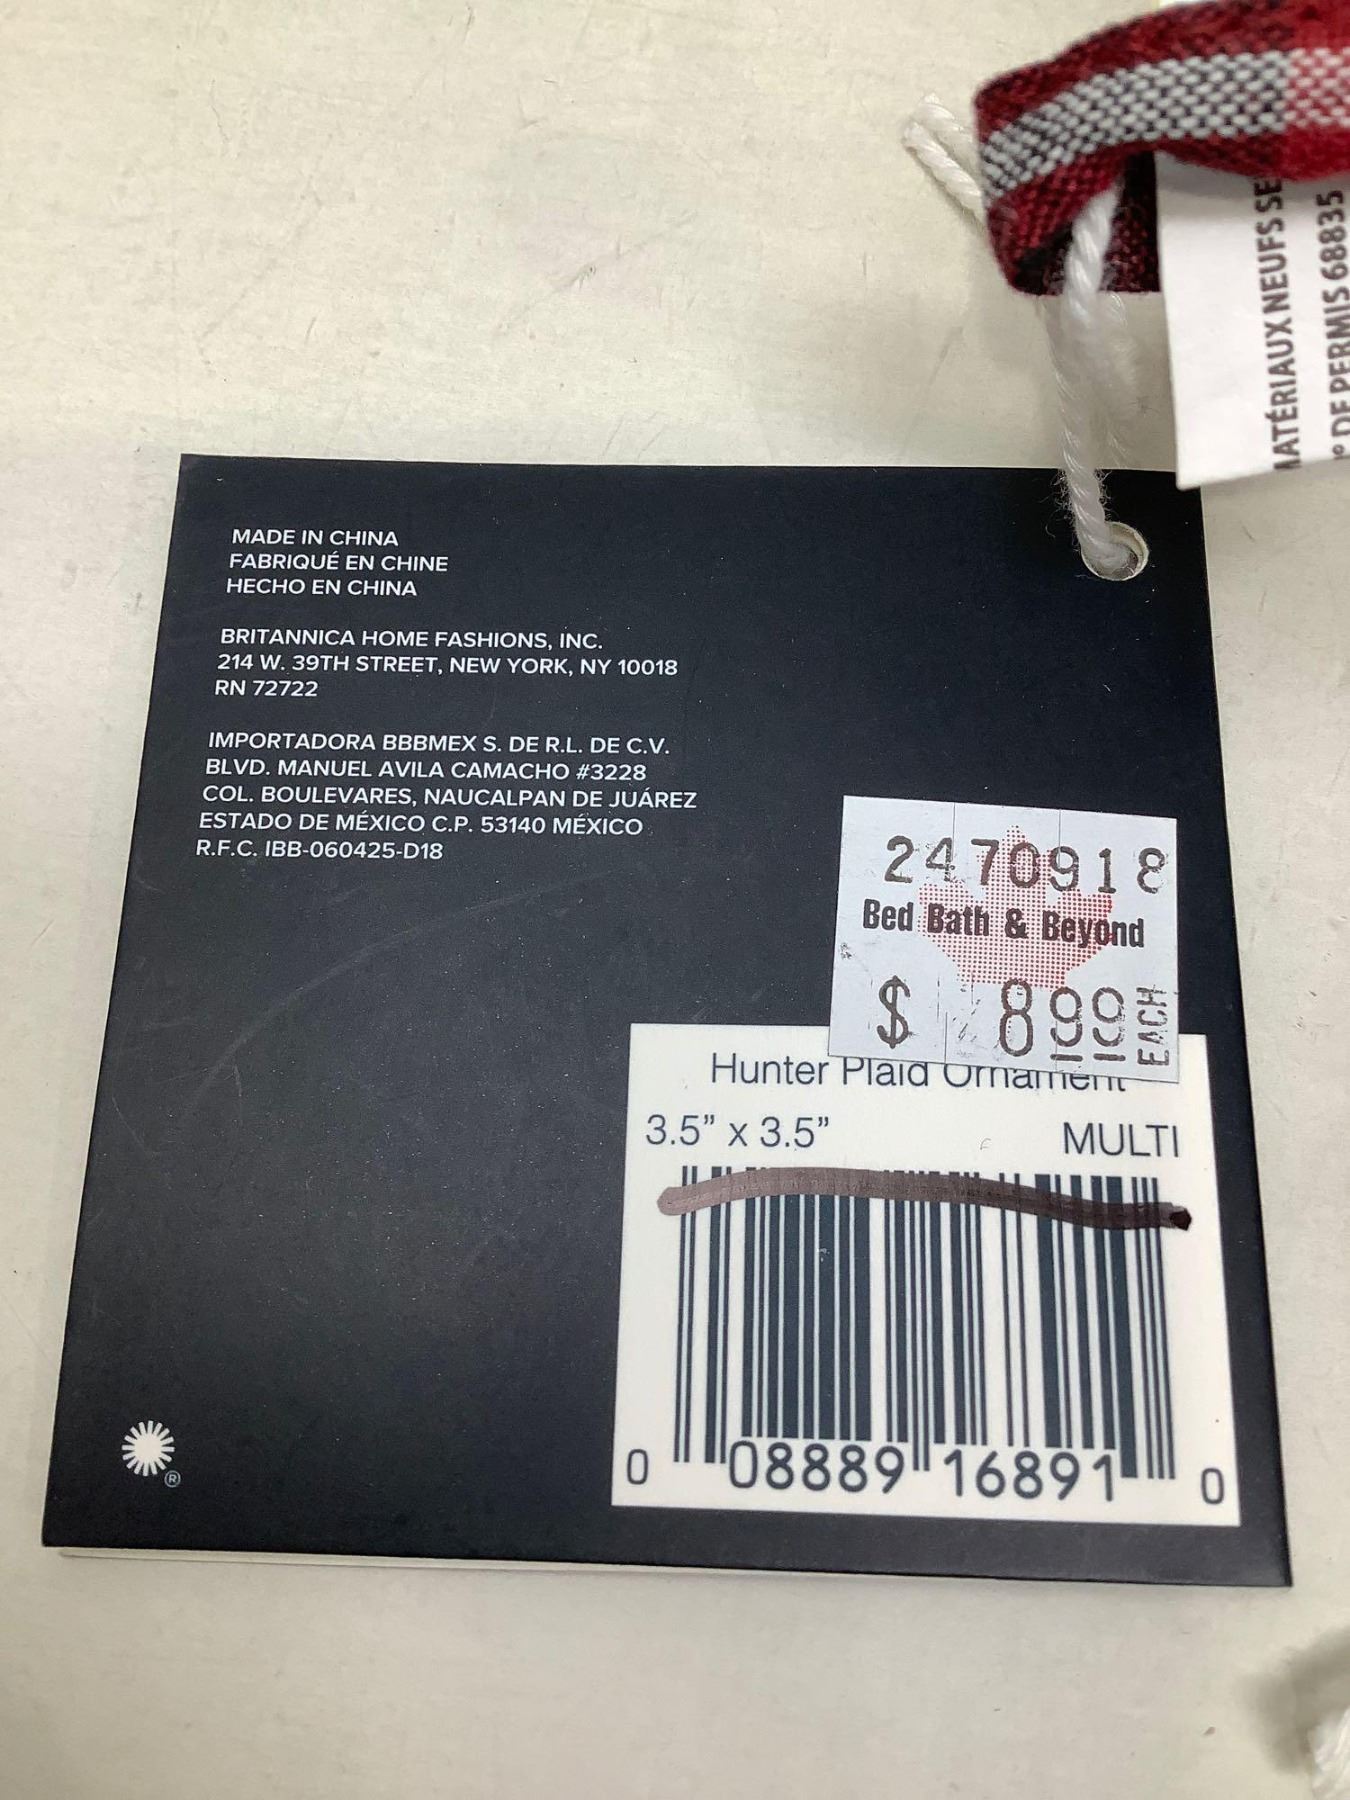 MATÉRIAUX NEUFS SE
° DE PERMIS 68835
MADE IN CHINA
FABRIQUÉ EN CHINE
HECHO EN CHINA
BRITANNICA HOME FASHIONS, INC.
214 W. 39TH STREET, NEW YORK, NY 10018
RN 72722
IMPORTADORA BBBMEX S. DE R.L. DE C.V.
BLVD. MANUEL AVILA CAMACHO #3228
COL. BOULEVARES, NAUCALPAN DE JUÁREZ
ESTADO DE MÉXICO C.P. 53140 MÉXICO
R.F.C. IBB-060425-D18
2470918
Bed Bath & Beyond
$ 8.99 EACH
Hunter Plaid Ornament
3.5” x 3.5” MULTI
0 08889 16891 0
®